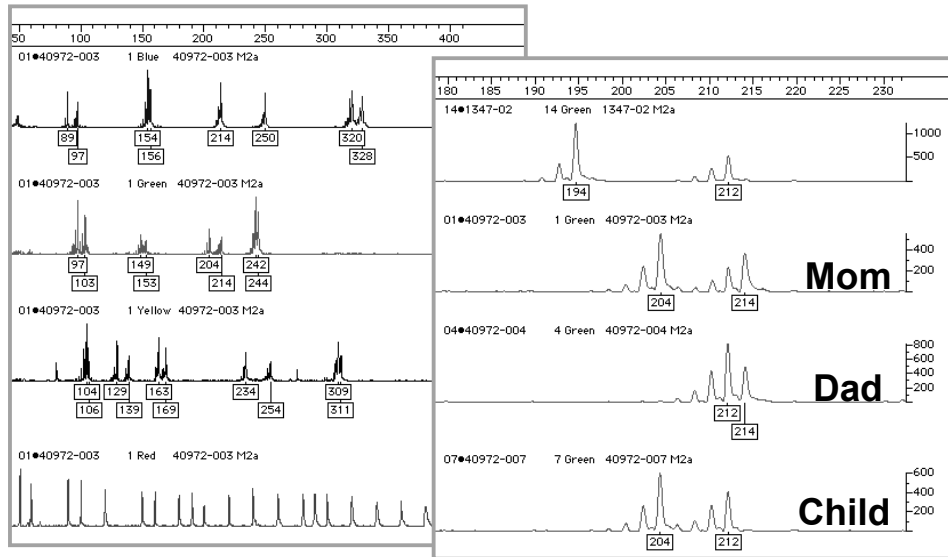 50 100 150 200 250 300 350 400
01●40972-003 1 Blue 40972-003 M2a
89 154 214 250 320
97 156 328
01●40972-003 1 Green 40972-003 M2a
97 149 204 242
103 153 214 244
01●40972-003 1 Yellow 40972-003 M2a
104 129 163 234 309
106 139 169 254 311
01●40972-003 1 Red 40972-003 M2a
180 185 190 195 200 205 210 215 220 225 230
14●1347-02 14 Green 1347-02 M2a
1000
500
194 212
01●40972-003 1 Green 40972-003 M2a
400
200
Mom
204 214
04●40972-004 4 Green 40972-004 M2a
800
600
400
200
Dad
212
214
07●40972-007 7 Green 40972-007 M2a
600
400
200
Child
204 212